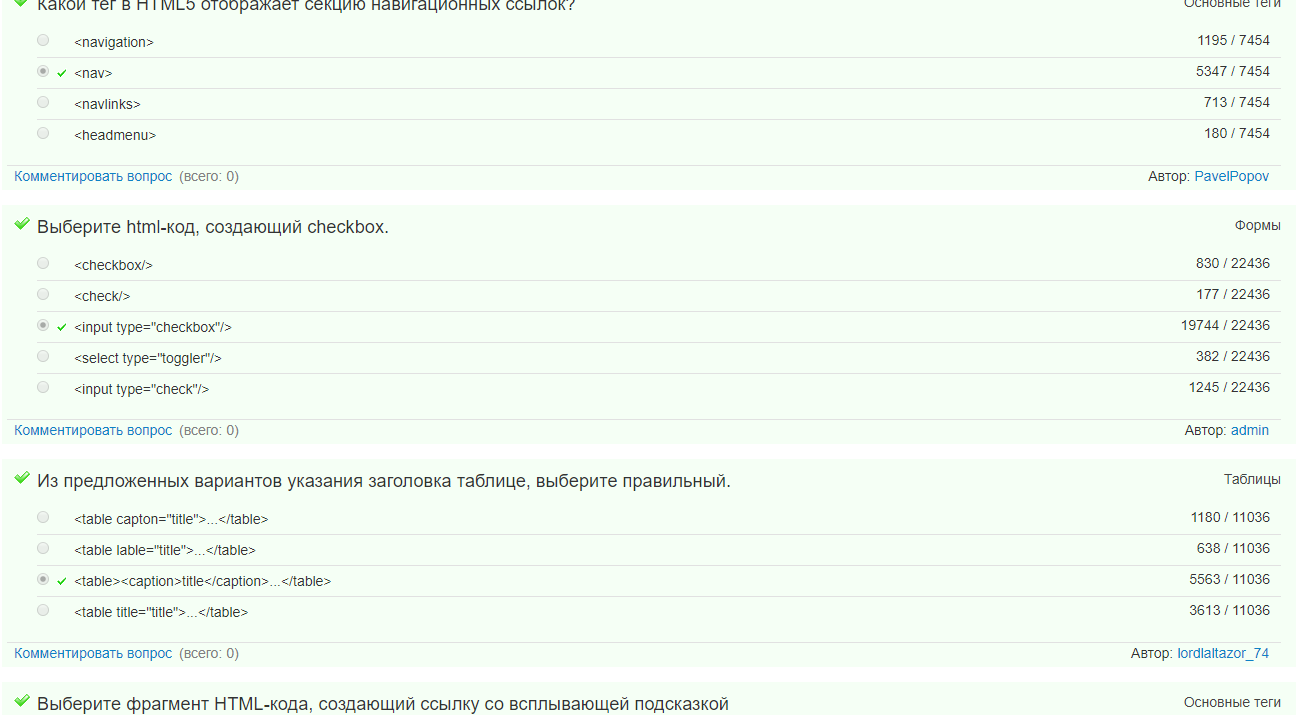 Какой тег в HTML5 отображает секцию навигационных ссылок? Основные теги
<navigation> 1195 / 7454
<nav> 5347 / 7454
<navlinks> 713 / 7454
<headmenu> 180 / 7454
Комментировать вопрос (всего: 0) Автор: PavelPopov
Выберите html-код, создающий checkbox. Формы
<checkbox/> 830 / 22436
<check/> 177 / 22436
<input type="checkbox"/> 19744 / 22436
<select type="toggler"/> 382 / 22436
<input type="check"/> 1245 / 22436
Комментировать вопрос (всего: 0) Автор: admin
Из предложенных вариантов указания заголовка таблице, выберите правильный. Таблицы
<table capton="title">...</table> 1180 / 11036
<table lable="title">...</table> 638 / 11036
<table><caption>title</caption>...</table> 5563 / 11036
<table title="title">...</table> 3613 / 11036
Комментировать вопрос (всего: 0) Автор: lordlaltazor_74
Выберите фрагмент HTML-кода, создающий ссылку со всплывающей подсказкой Основные теги